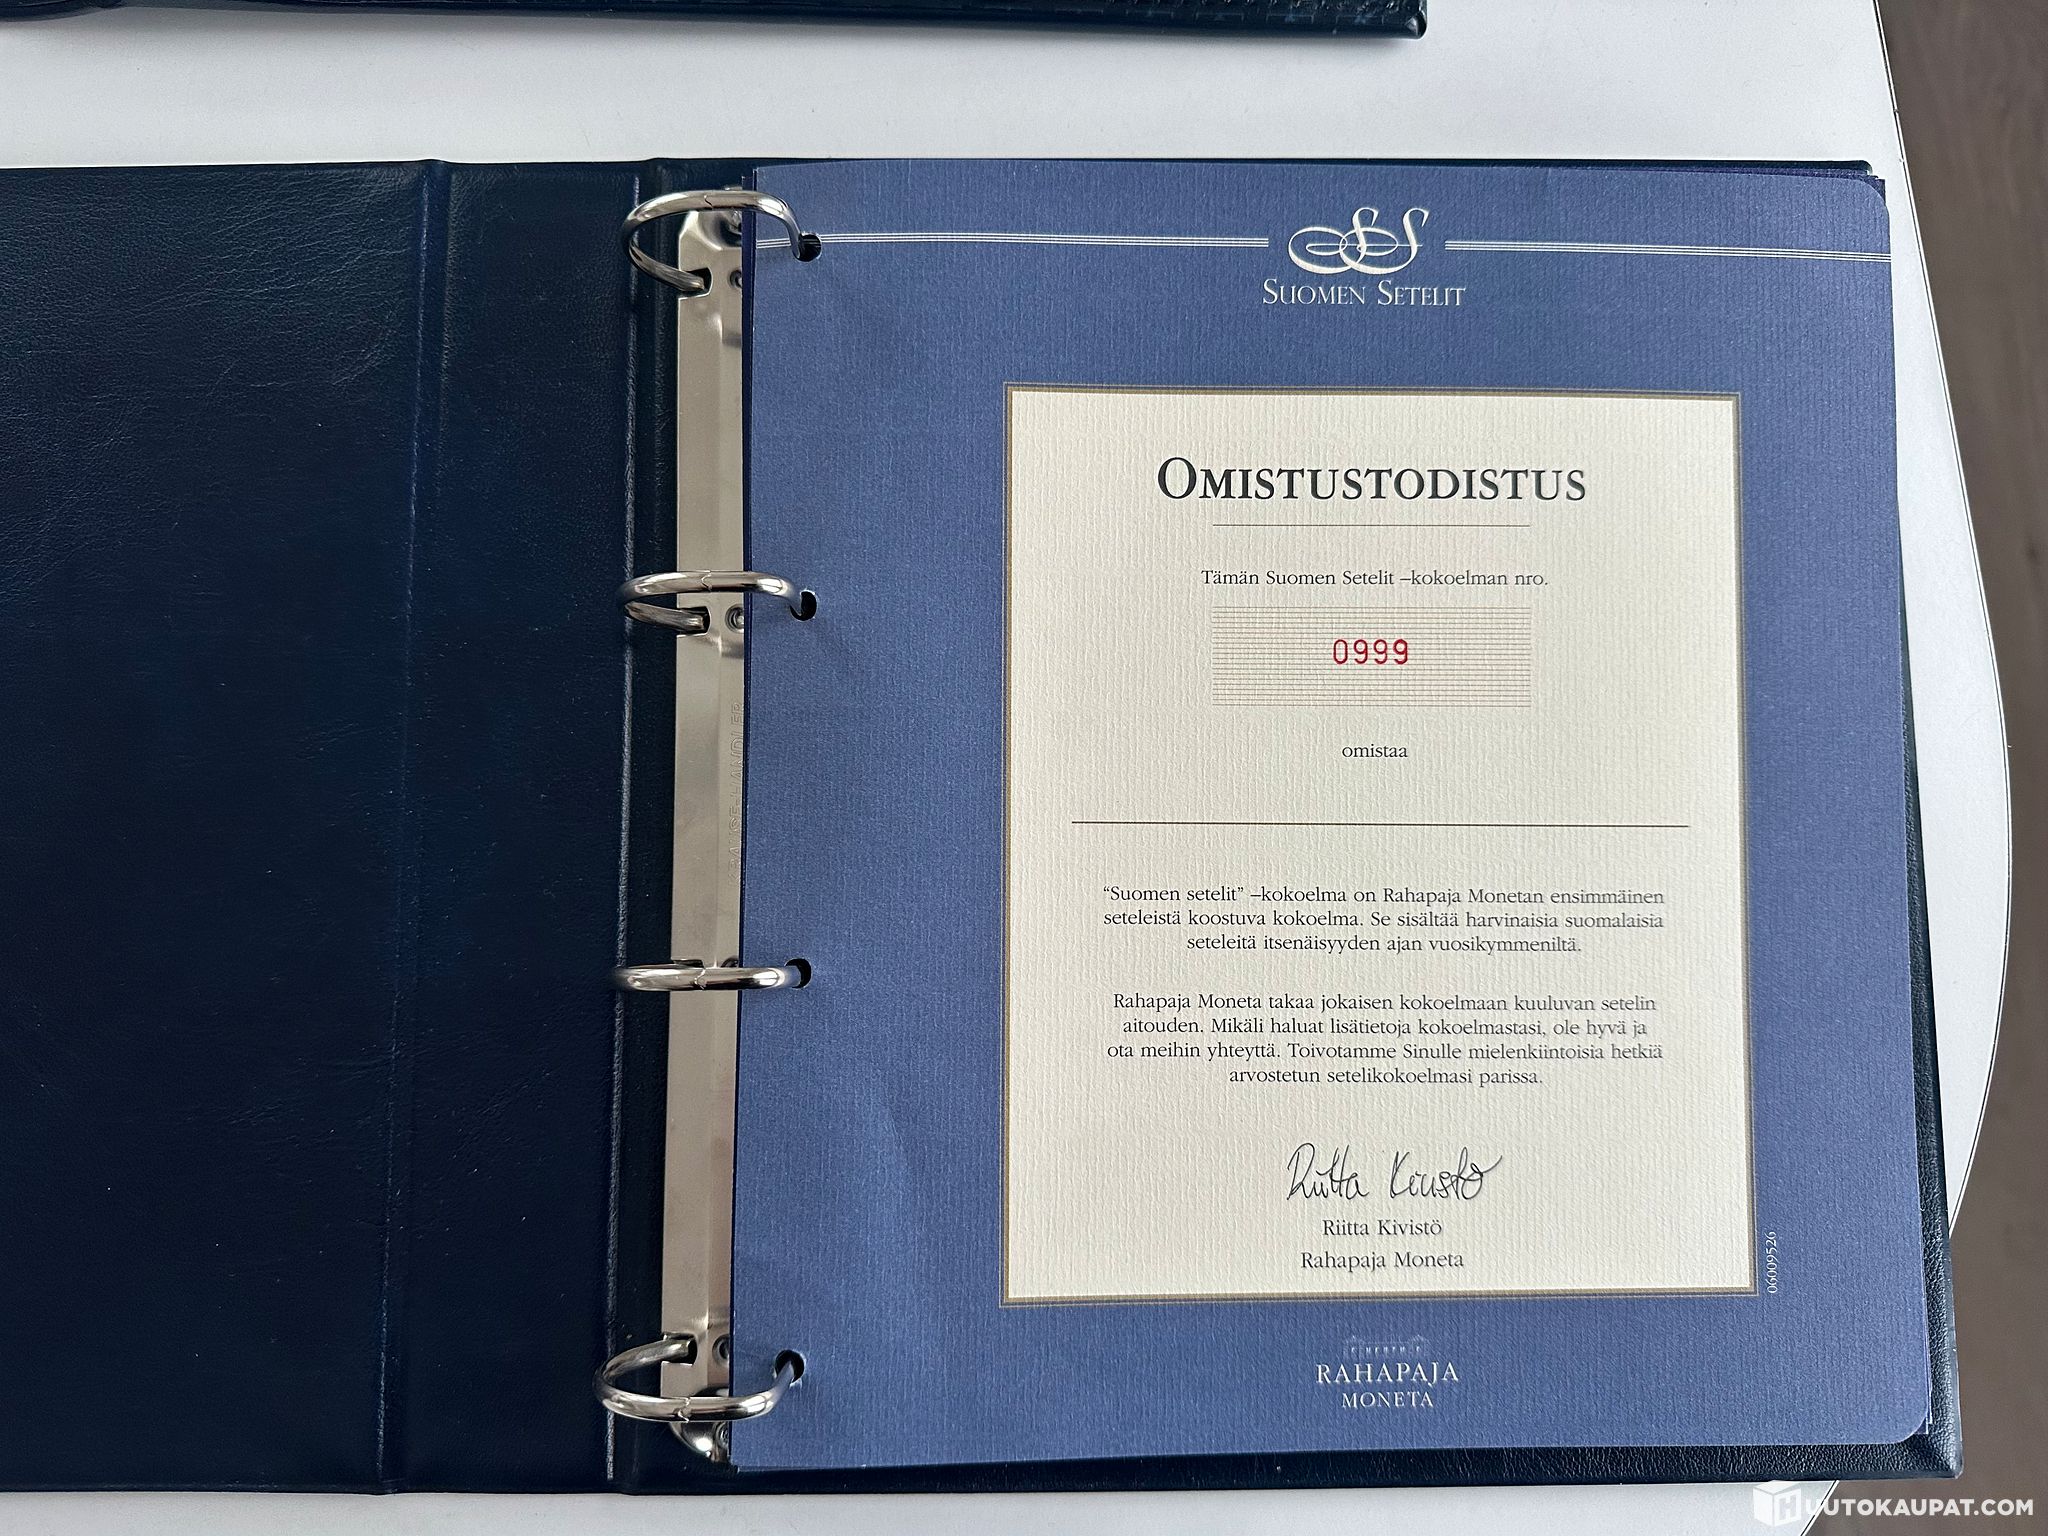 SS
SUOMEN SETELIT
OMISTUSTODISTUS
Tämän Suomen Setelit –kokoelman nro.
0999
omistaa
“Suomen setelit” –kokoelma on Rahapaja Monetan ensimmäinen
seteleistä koostuva kokoelma. Se sisältää harvinaisia suomalaisia
seteleitä itsenäisyyden ajan vuosikymmeniltä.
Rahapaja Moneta takaa jokaisen kokoelmaan kuuluvan setelin
aitouden. Mikäli haluat lisätietoja kokoelmastasi, ole hyvä ja
ota meihin yhteyttä. Toivotamme Sinulle mielenkiintoisia hetkiä
arvostetun setelikokoelmasi parissa.
Riitta Kivistö
Riitta Kivistö
Rahapaja Moneta
06009526
RAHAPAJA
MONETA
HUUTOKAUPAT.COM